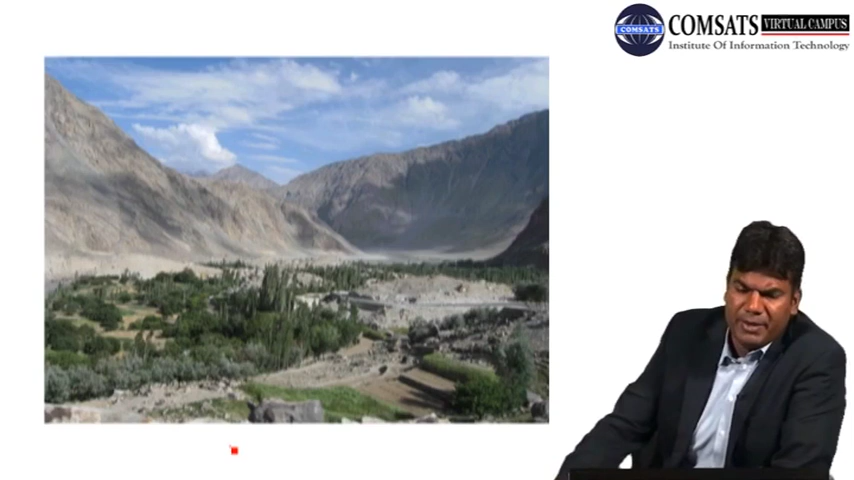 COMSATS VIRTUAL CAMPUS
COMSATS
Institute Of Information Technology